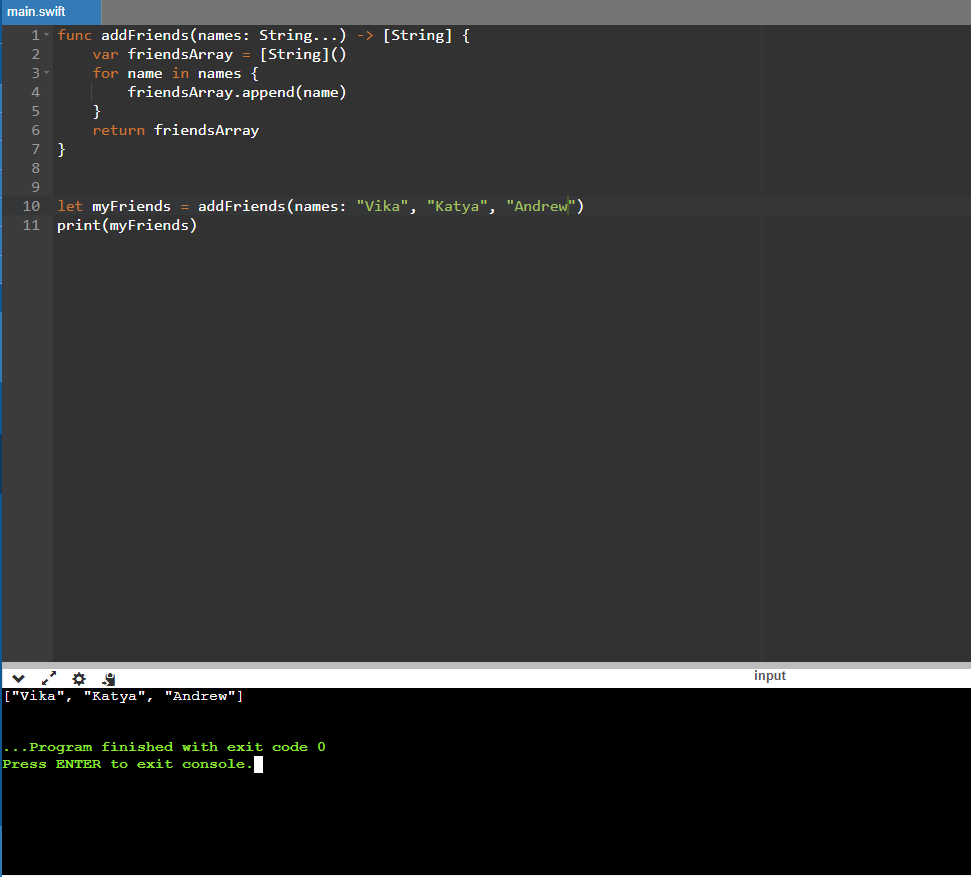 main.swift
1 func addFriends(names: String...) -> [String] {
2     var friendsArray = [String]()
3     for name in names {
4         friendsArray.append(name)
5     }
6     return friendsArray
7 }
8
9
10 let myFriends = addFriends(names: "Vika", "Katya", "Andrew")
11 print(myFriends)
input
["Vika", "Katya", "Andrew"]
...Program finished with exit code 0
Press ENTER to exit console.